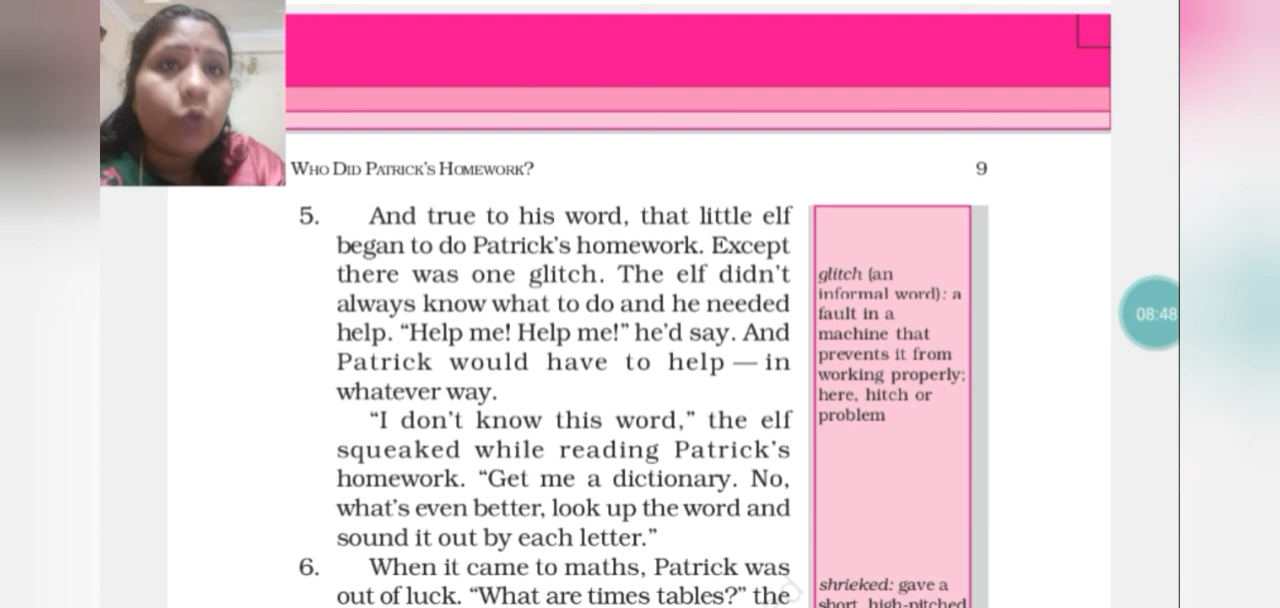 WHO DID PATRICK'S HOMEWORK?
9
5. And true to his word, that little elf
began to do Patrick's homework. Except
there was one glitch. The elf didn't
always know what to do and he needed
help. “Help me! Help me!” he'd say. And
Patrick would have to help — in
whatever way.
“I don't know this word,” the elf
squeaked while reading Patrick's
homework. “Get me a dictionary. No,
what's even better, look up the word and
sound it out by each letter.”
6. When it came to maths, Patrick was
out of luck. “What are times tables?” the
glitch (an
informal word): a
fault in a
machine that
prevents it from
working properly;
here, hitch or
problem
shrieked: gave a
short, high-pitched
08:48